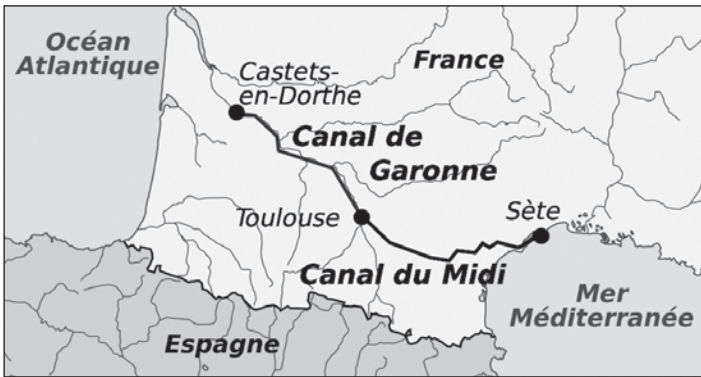 Océan
Atlantique
France
Castets-
en-Dorthe
Canal de
Garonne
Toulouse
Sète
Canal du Midi
Mer
Méditerranée
Espagne